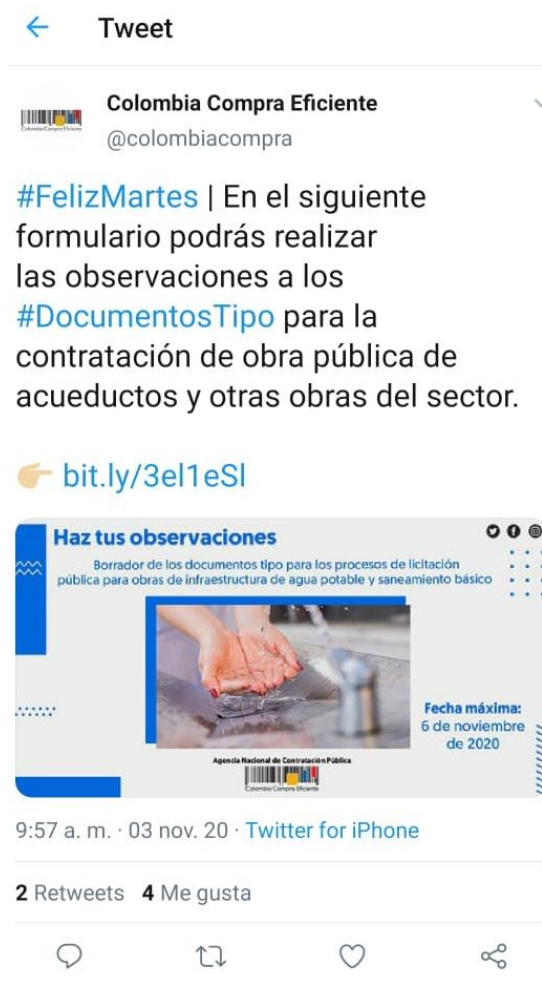 Tweet
Colombia Compra Eficiente
@colombiacompra
#FelizMartes | En el siguiente
formulario podrás realizar
las observaciones a los
#DocumentosTipo para la
contratación de obra pública de
acueductos y otras obras del sector.
bit.ly/3el1eSl
Haz tus observaciones
Borrador de los documentos tipo para los procesos de licitación
pública para obras de infraestructura de agua potable y saneamiento básico
Fecha máxima:
6 de noviembre
de 2020
Agencia Nacional de Contratación Pública
Colombia Compra Eficiente
9:57 a. m. · 03 nov. 20 · Twitter for iPhone
2 Retweets 4 Me gusta